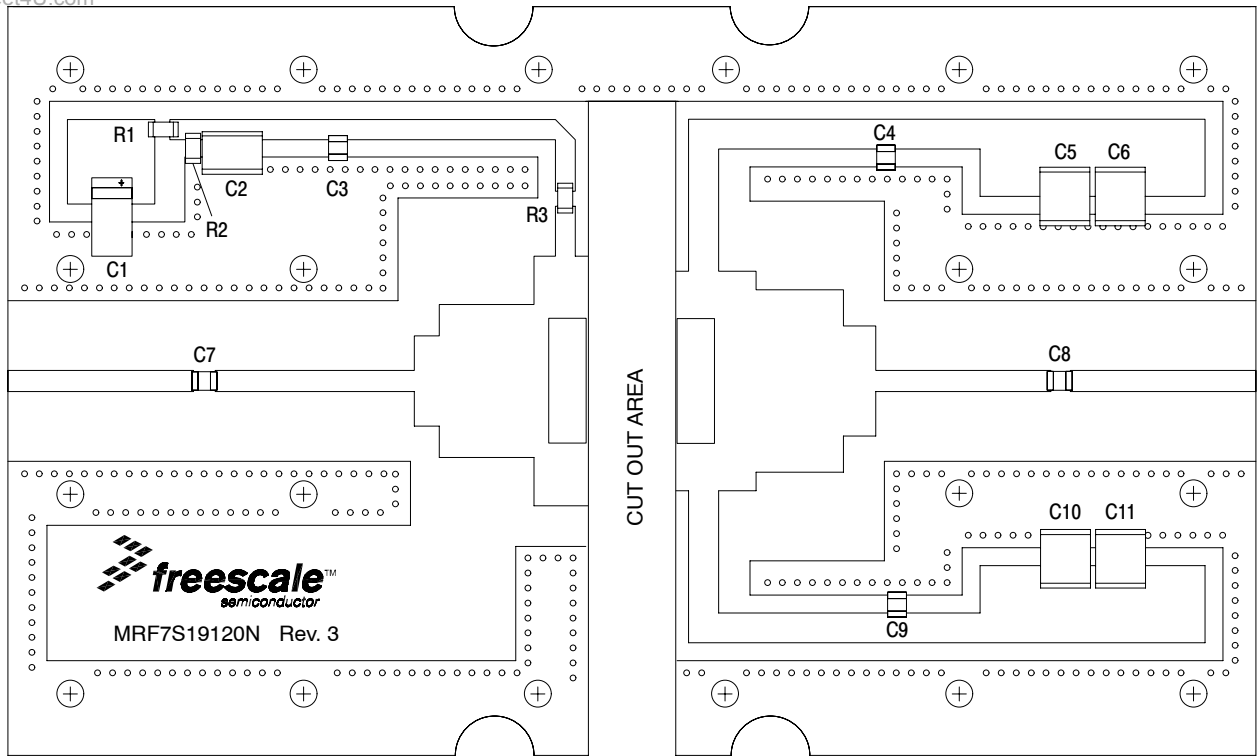 R1
C2
C3
R2
C1
+
R3
C4
C5 C6
C7
C8
CUT OUT AREA
C10 C11
C9
freescale™
semiconductor
MRF7S19120N Rev. 3